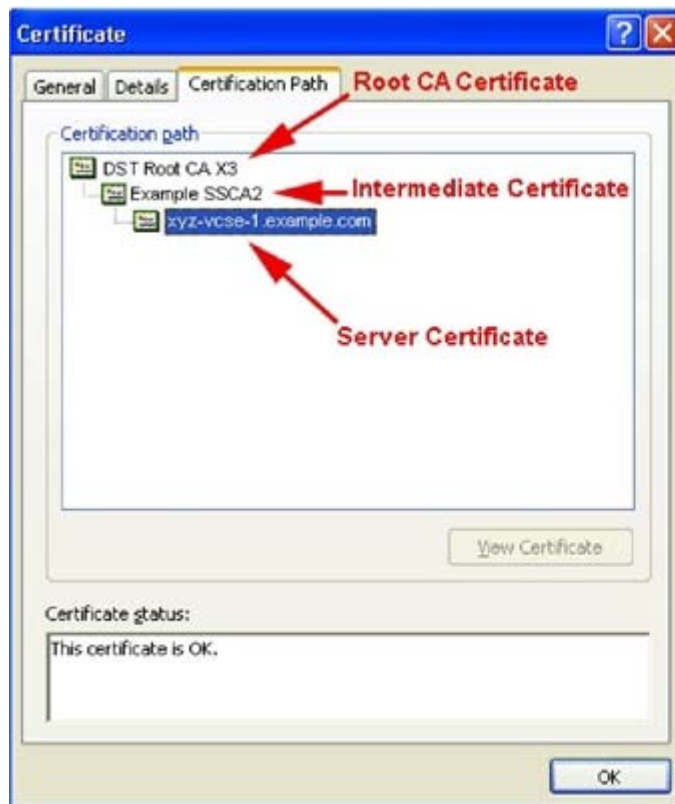 Certificate
General Details Certification Path Root CA Certificate
Certification path
DST Root CA X3
Example SSCA2 Intermediate Certificate
xyz-vcse-1.example.com
Server Certificate
View Certificate
Certificate status:
This certificate is OK.
OK